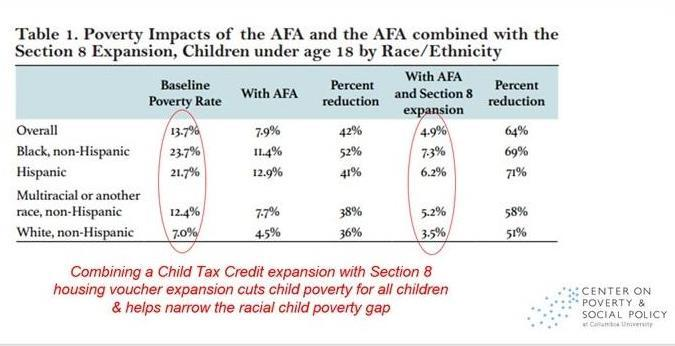 Table 1. Poverty Impacts of the AFA and the AFA combined with the
Section 8 Expansion, Children under age 18 by Race/Ethnicity
Baseline Poverty Rate | With AFA | Percent reduction | With AFA and Section 8 expansion | Percent reduction
Overall 13.7% 7.9% 42% 4.9% 64%
Black, non-Hispanic 23.7% 11.4% 52% 7.3% 69%
Hispanic 21.7% 12.9% 41% 6.2% 71%
Multiracial or another
race, non-Hispanic 12.4% 7.7% 38% 5.2% 58%
White, non-Hispanic 7.0% 4.5% 36% 3.5% 51%
Combining a Child Tax Credit expansion with Section 8
housing voucher expansion cuts child poverty for all children
& helps narrow the racial child poverty gap
CENTER ON
POVERTY &
SOCIAL POLICY
at Columbia University